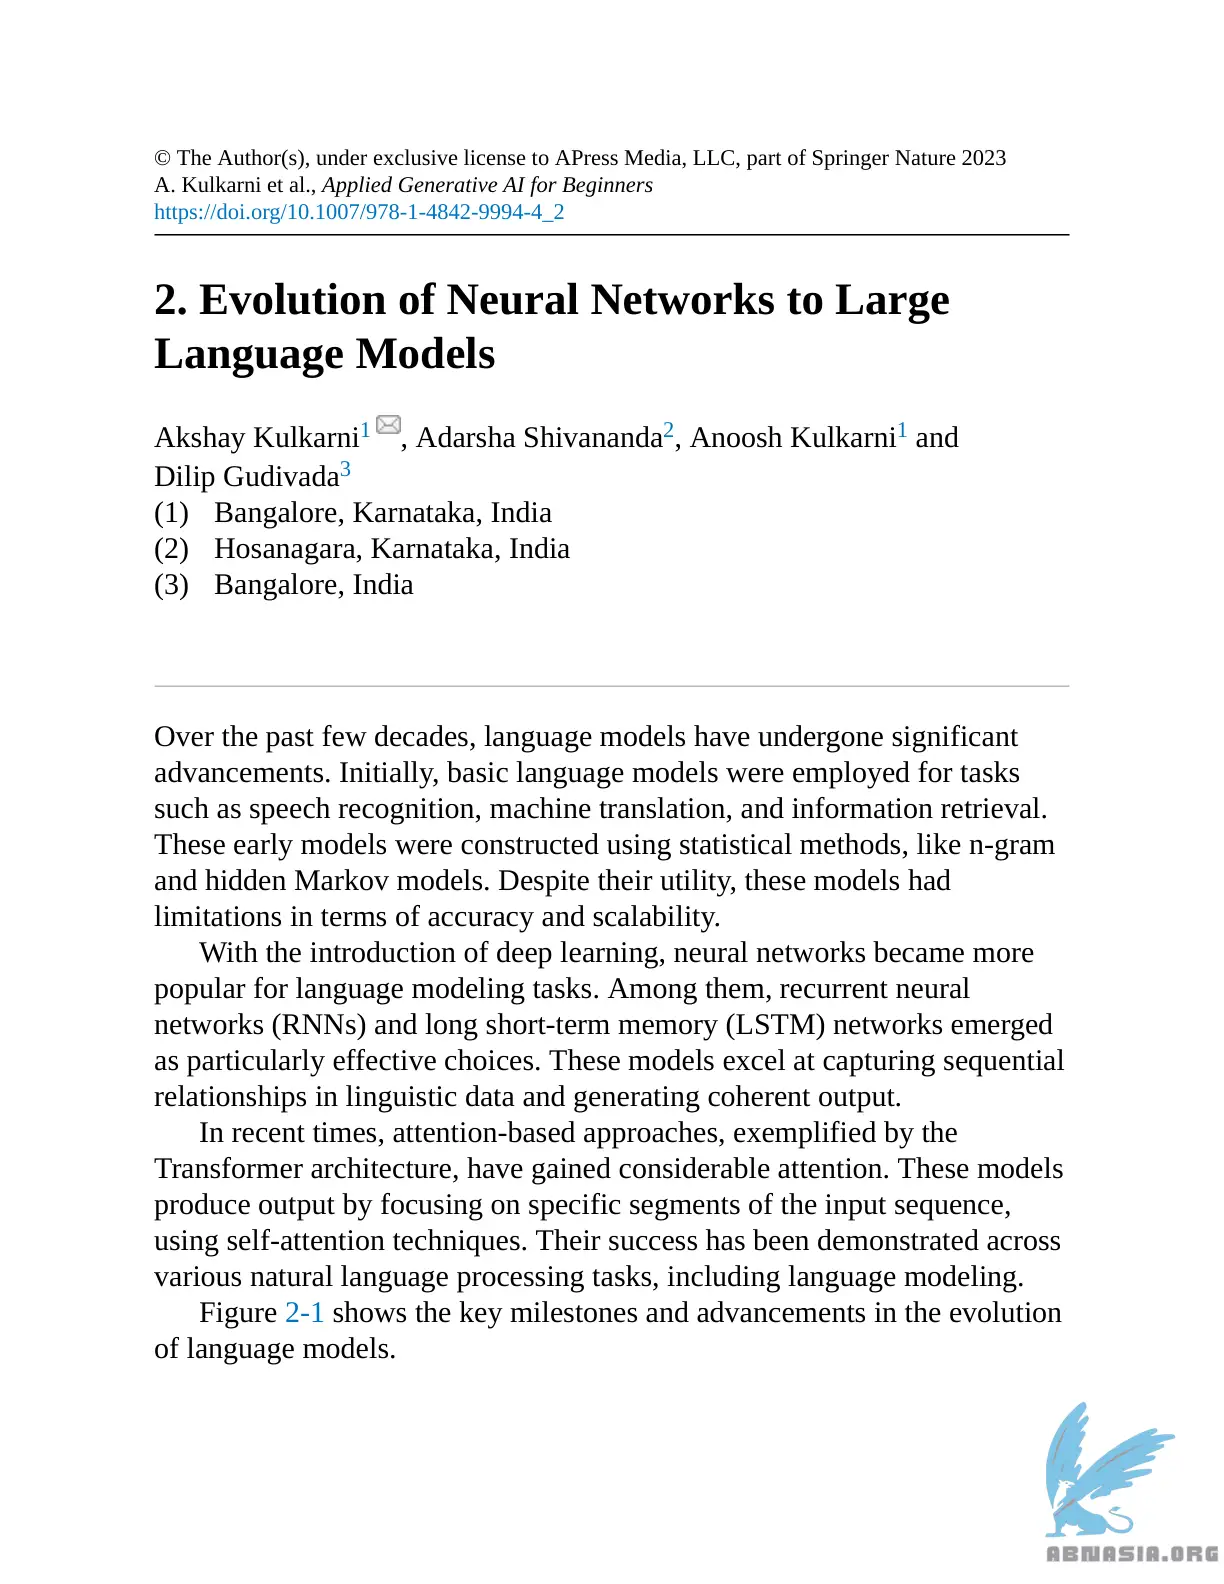 © The Author(s), under exclusive license to APress Media, LLC, part of Springer Nature 2023
A. Kulkarni et al., Applied Generative AI for Beginners
https://doi.org/10.1007/978-1-4842-9994-4_2
2. Evolution of Neural Networks to Large
Language Models
Akshay Kulkarni1 , Adarsha Shivananda2, Anoosh Kulkarni1 and
Dilip Gudivada3
(1) Bangalore, Karnataka, India
(2) Hosanagara, Karnataka, India
(3) Bangalore, India
Over the past few decades, language models have undergone significant
advancements. Initially, basic language models were employed for tasks
such as speech recognition, machine translation, and information retrieval.
These early models were constructed using statistical methods, like n-gram
and hidden Markov models. Despite their utility, these models had
limitations in terms of accuracy and scalability.
With the introduction of deep learning, neural networks became more
popular for language modeling tasks. Among them, recurrent neural
networks (RNNs) and long short-term memory (LSTM) networks emerged
as particularly effective choices. These models excel at capturing sequential
relationships in linguistic data and generating coherent output.
In recent times, attention-based approaches, exemplified by the
Transformer architecture, have gained considerable attention. These models
produce output by focusing on specific segments of the input sequence,
using self-attention techniques. Their success has been demonstrated across
various natural language processing tasks, including language modeling.
Figure 2-1 shows the key milestones and advancements in the evolution
of language models.
ABNASIA.ORG